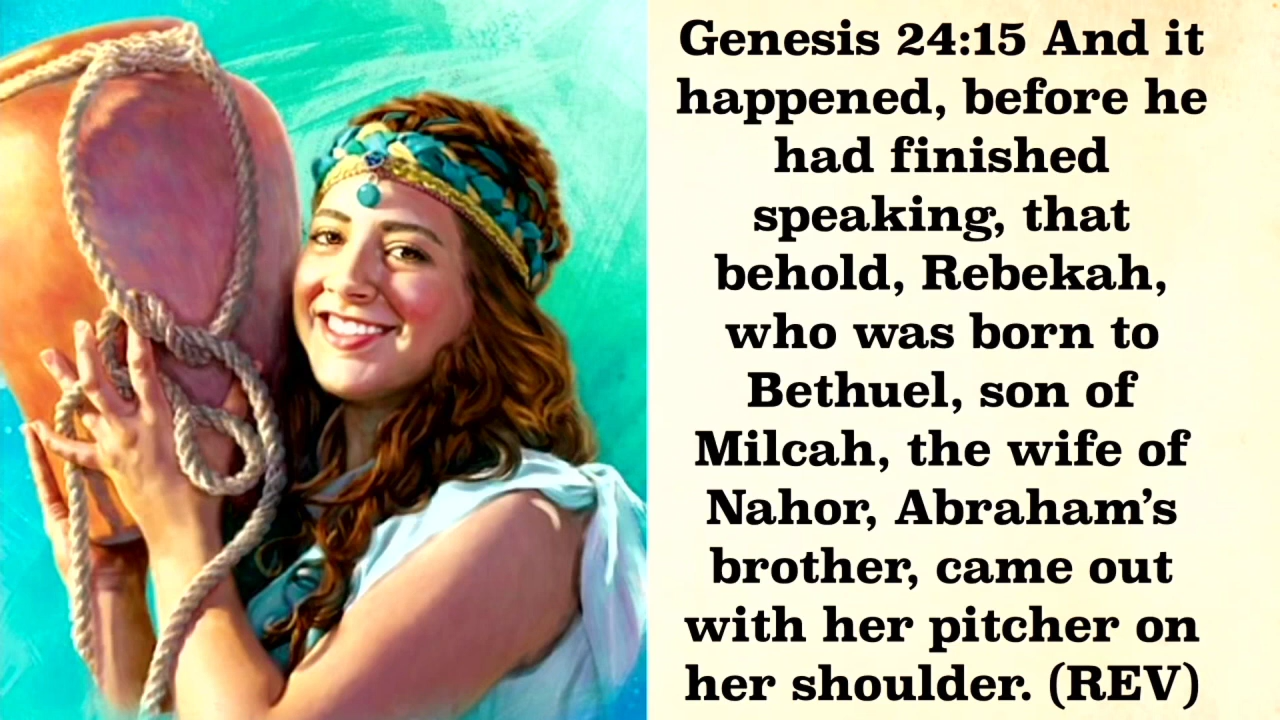 Genesis 24:15 And it
happened, before he
had finished
speaking, that
behold, Rebekah,
who was born to
Bethuel, son of
Milcah, the wife of
Nahor, Abraham’s
brother, came out
with her pitcher on
her shoulder. (REV)